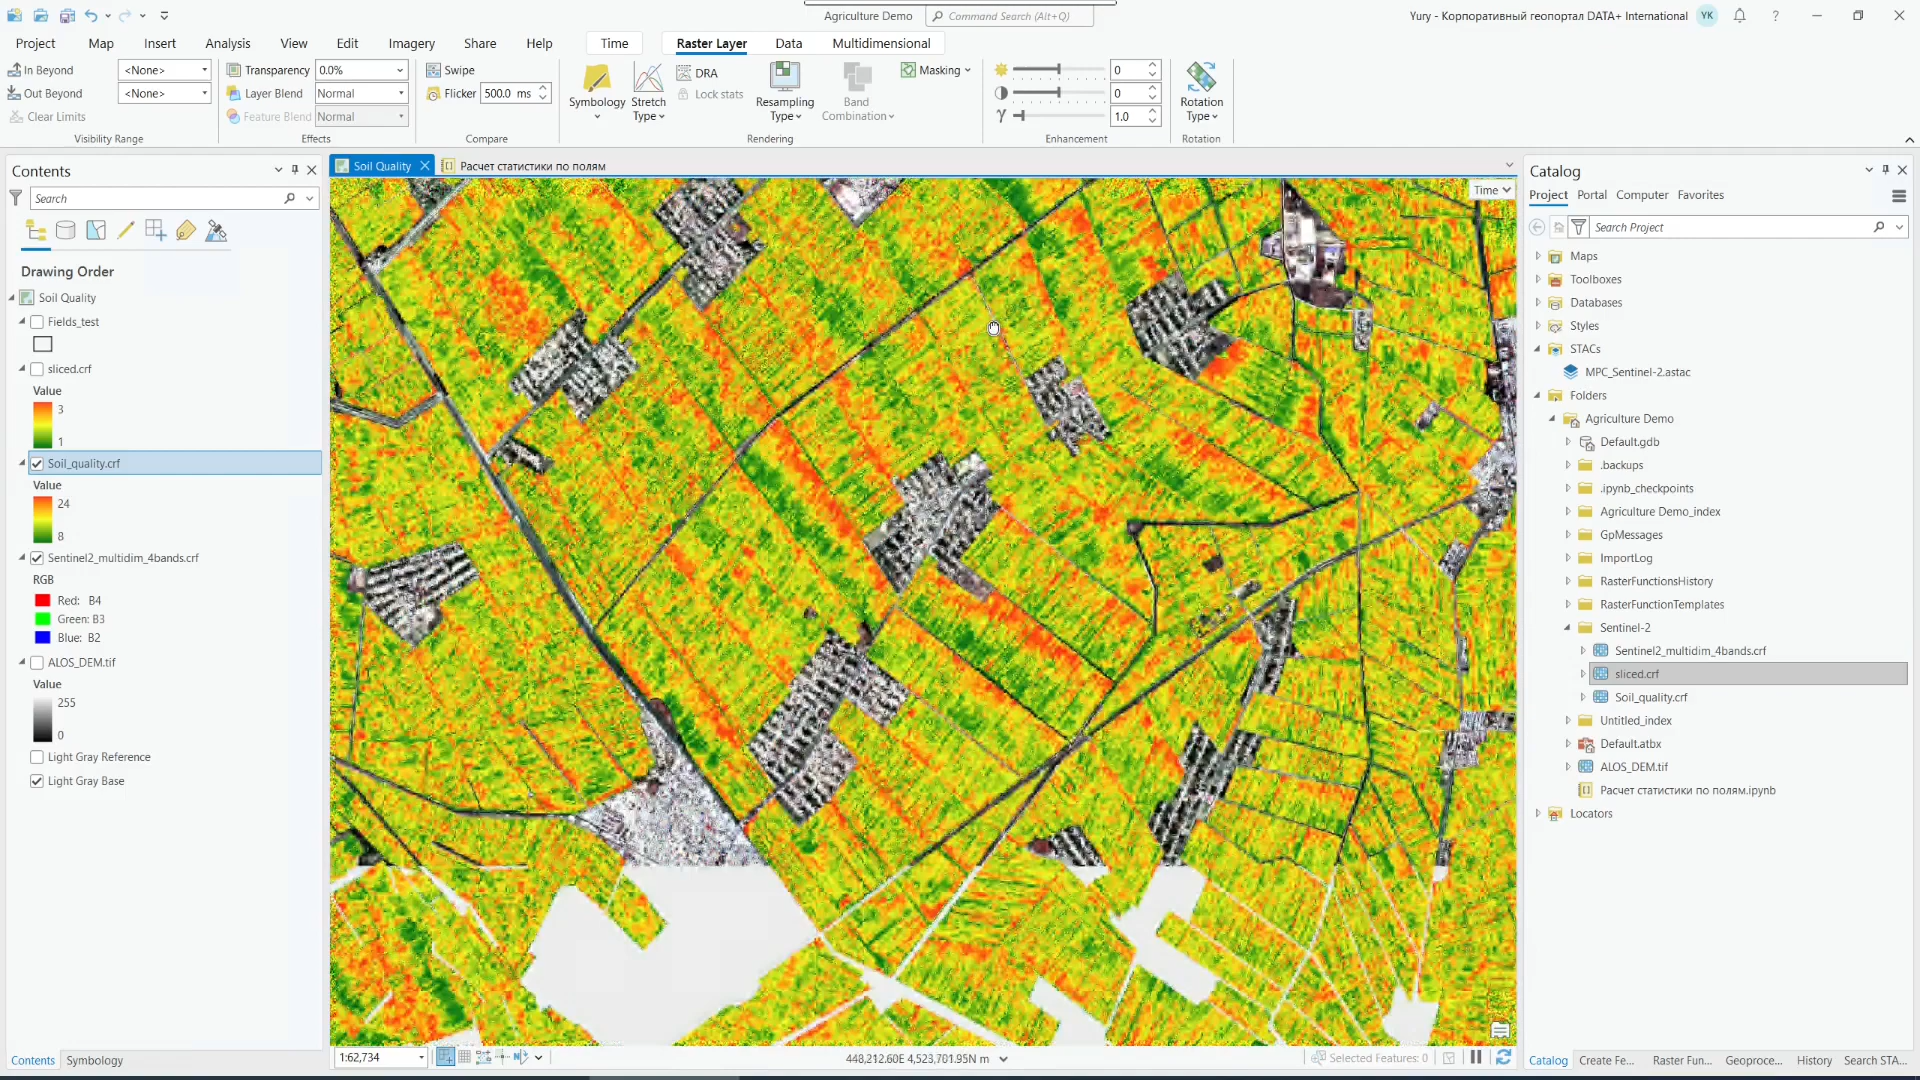 Agriculture Demo
Command Search (Alt+Q)
Yury - Корпоративный геопортал DATA+ International
YK
?
Project Map Insert Analysis View Edit Imagery Share Help Time Raster Layer Data Multidimensional
In Beyond <None>
Out Beyond <None>
Clear Limits
Visibility Range
Transparency 0.0%
Layer Blend Normal
Feature Blend Normal
Effects
Swipe
Flicker 500.0 ms
Compare
Symbology
Stretch Type
DRA
Lock stats
Resampling Type
Band Combination
Masking
Rendering
0
0
γ 1.0
Enhancement
Rotation Type
Rotation
Contents
Search
Drawing Order
Soil Quality
Fields_test
sliced.crf
Value
3
1
Soil_quality.crf
Value
24
8
Sentinel2_multidim_4bands.crf
RGB
Red: B4
Green: B3
Blue: B2
ALOS_DEM.tif
Value
255
0
Light Gray Reference
Light Gray Base
Contents Symbology
Soil Quality
Расчет статистики по полям
Time
1:62,734
448,212.60E 4,523,701.95N m
Selected Features: 0
Catalog
Project Portal Computer Favorites
Search Project
Maps
Toolboxes
Databases
Styles
STACs
MPC_Sentinel-2.astac
Folders
Agriculture Demo
Default.gdb
.backups
.ipynb_checkpoints
Agriculture Demo_index
GpMessages
ImportLog
RasterFunctionsHistory
RasterFunctionTemplates
Sentinel-2
Sentinel2_multidim_4bands.crf
sliced.crf
Soil_quality.crf
Untitled_index
Default.atbx
ALOS_DEM.tif
Расчет статистики по полям.ipynb
Locators
Catalog Create Fe... Raster Fun... Geoproce... History Search STA...